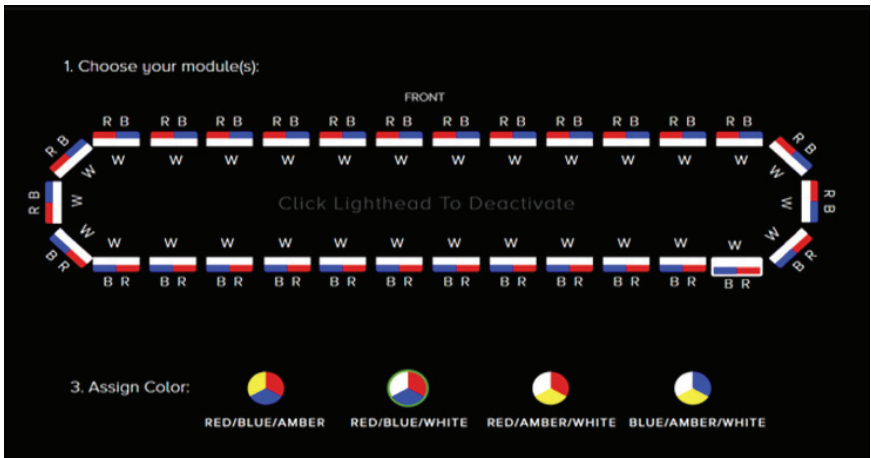 1. Choose your module(s):
FRONT
R B R B R B R B R B R B R B R B R B R B R B R B
R B W W W W W W W W W W W W R B
W W
R B W Click Lighthead To Deactivate W R B
W W
B R W W W W W W W W W W W W B R
B R B R B R B R B R B R B R B R B R B R B R B R
3. Assign Color:
RED/BLUE/AMBER RED/BLUE/WHITE RED/AMBER/WHITE BLUE/AMBER/WHITE